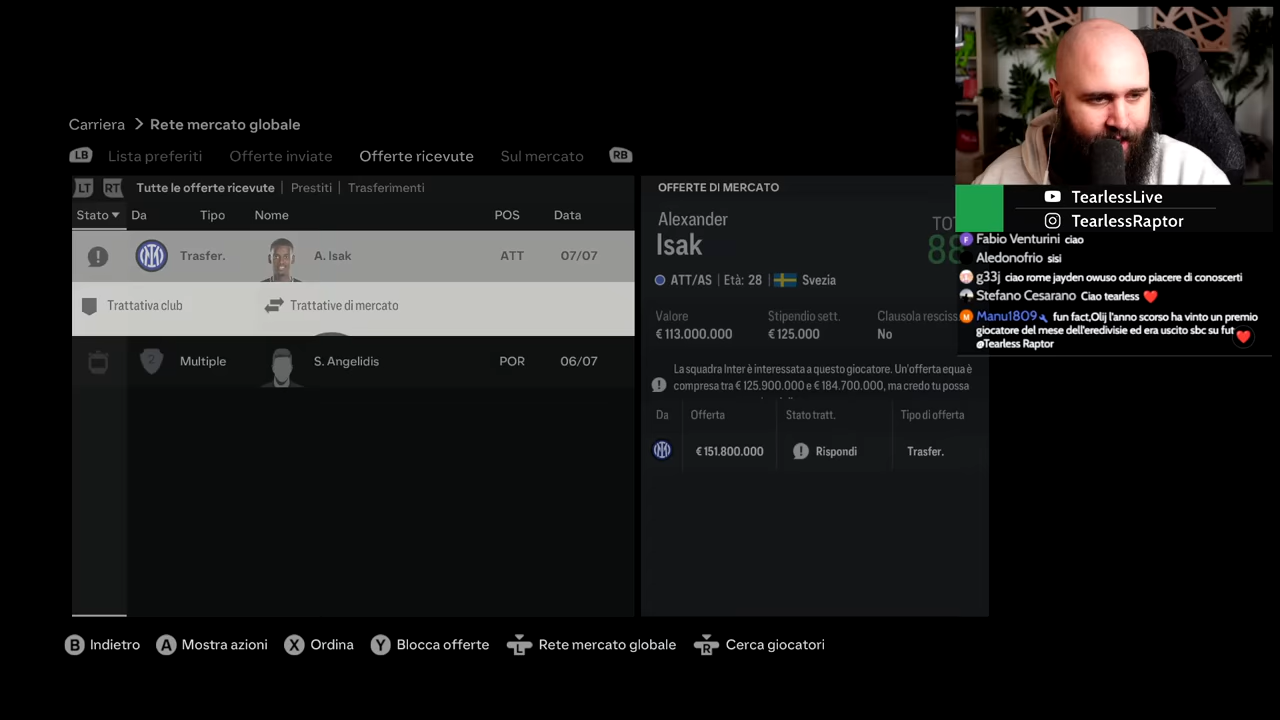 Carriera > Rete mercato globale
LB Lista preferiti Offerte inviate Offerte ricevute Sul mercato RB
LT RT Tutte le offerte ricevute | Prestiti | Trasferimenti
Stato Da Tipo Nome POS Data
Trasfer. A. Isak ATT 07/07
Trattativa club Trattative di mercato
2 Multiple S. Angelidis POR 06/07
OFFERTE DI MERCATO
Alexander
Isak
88
ATT/AS | Età: 28 | Svezia
Valore Stipendio sett.
€ 113.000.000 € 125.000 No
La squadra Inter è interessata a questo giocatore. Un'offerta equa è
compresa tra € 125.900.000 e € 184.700.000, ma credo tu possa
Da Offerta Stato tratt. Tipo di offerta
€ 151.800.000 Rispondi Trasfer.
TearlessLive
TearlessRaptor
F Fabio Venturini ciao
Aledonofrio sisi
g33j ciao rome jayden owuso oduro piacere di conoscerti
Stefano Cesarano Ciao tearless ❤️
M Manu1809 fun fact,Olij l'anno scorso ha vinto un premio
giocatore del mese dell'eredivisie ed era uscito sbc su fut
@Tearless Raptor
B Indietro A Mostra azioni X Ordina Y Blocca offerte L Rete mercato globale R Cerca giocatori